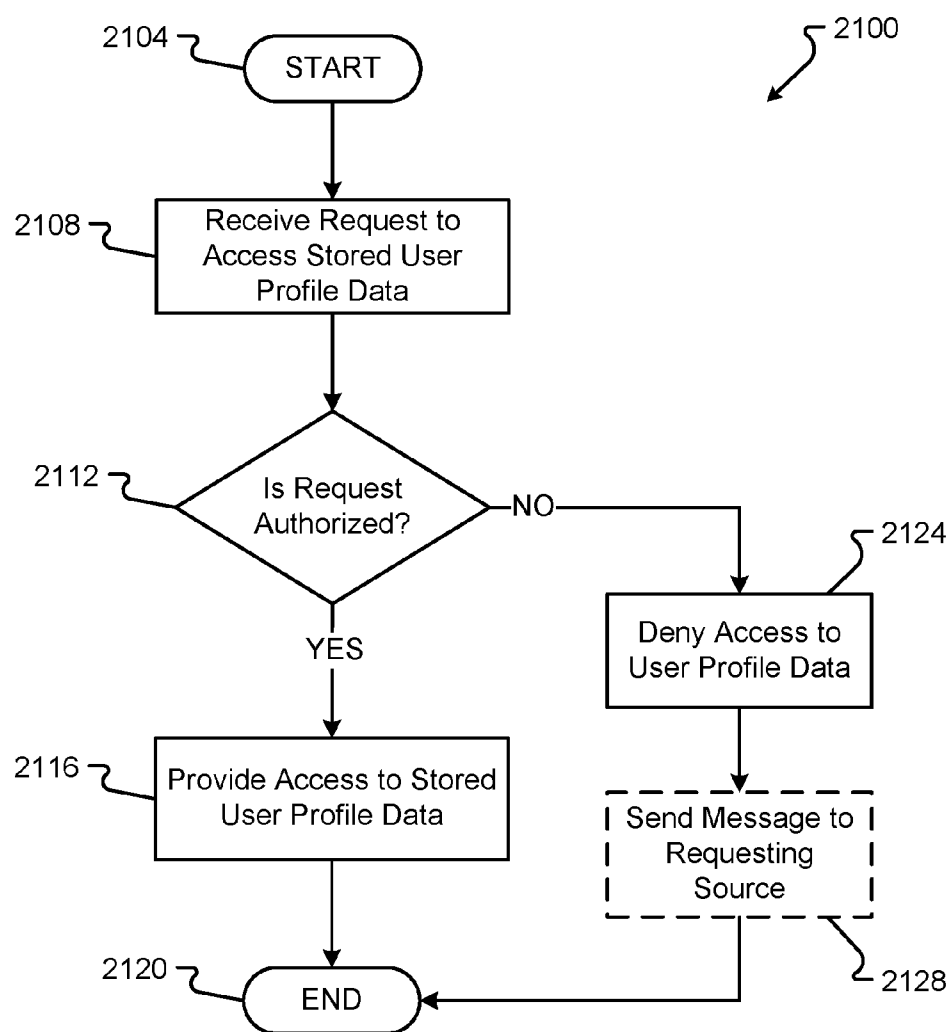 2104
START
2100
2108
Receive Request to
Access Stored User
Profile Data
2112
Is Request
Authorized?
NO
2124
Deny Access to
User Profile Data
YES
2116
Provide Access to Stored
User Profile Data
Send Message to
Requesting
Source
2128
2120
END